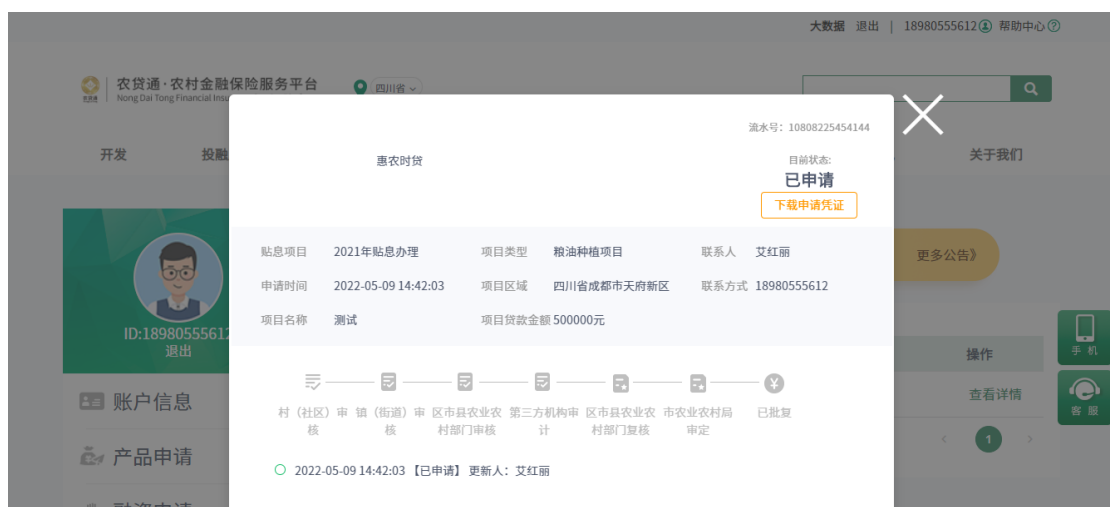 大数据 退出 | 18980555612 帮助中心
农贷通·农村金融保险服务平台
Nong Dai Tong Financial Insu
四川省
开发 投融 关于我们
流水号：10808225454144
惠农时贷
目前状态:
已申请
下载申请凭证
贴息项目 2021年贴息办理 项目类型 粮油种植项目 联系人 艾红丽
申请时间 2022-05-09 14:42:03 项目区域 四川省成都市天府新区 联系方式 18980555612
项目名称 测试 项目贷款金额 500000元
更多公告》
ID:18980555612
退出
手机
操作
账户信息
查看详情
客服
村（社区）审核 镇（街道）审核 区市县农业农村部门审核 第三方机构审计 区市县农业农村部门复核 市农业农村局审定 已批复
< 1 >
产品申请
2022-05-09 14:42:03 【已申请】 更新人：艾红丽